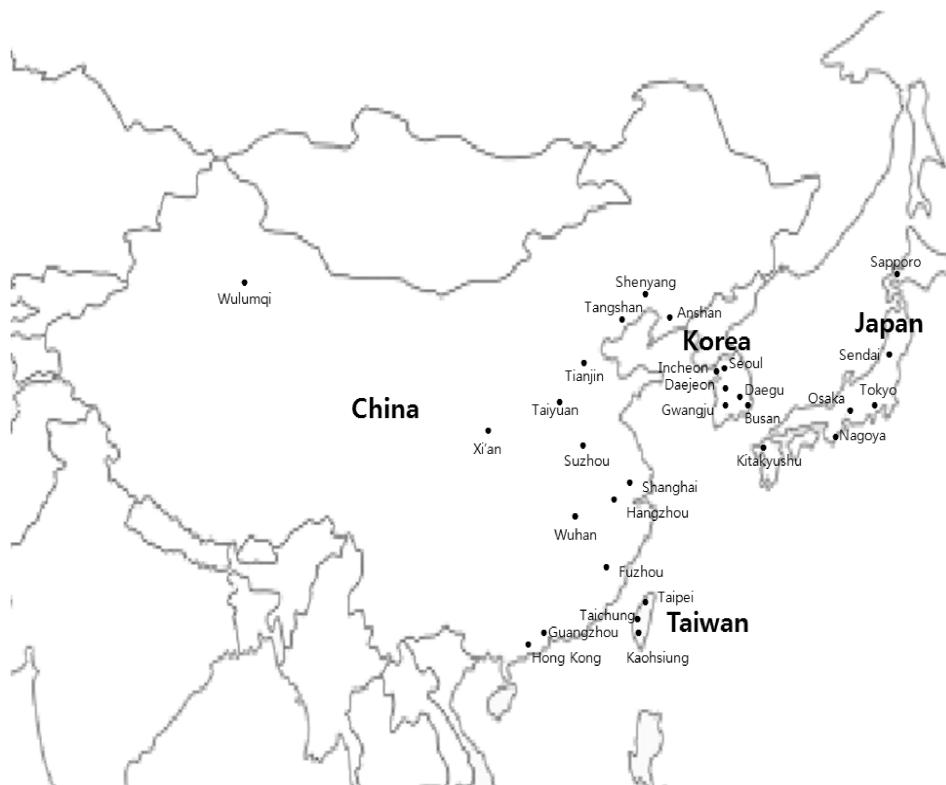 Sapporo
Wulumqi
Shenyang
Tangshan
Anshan
Japan
Korea
Sendai
Incheon
Seoul
Tianjin
Daejeon
Daegu
Tokyo
China
Taiyuan
Gwangju
Osaka
Busan
Nagoya
Xi'an
Suzhou
Kitakyushu
Shanghai
Hangzhou
Wuhan
Fuzhou
Taipei
Taichung
Taiwan
Guangzhou
Hong Kong
Kaohsiung